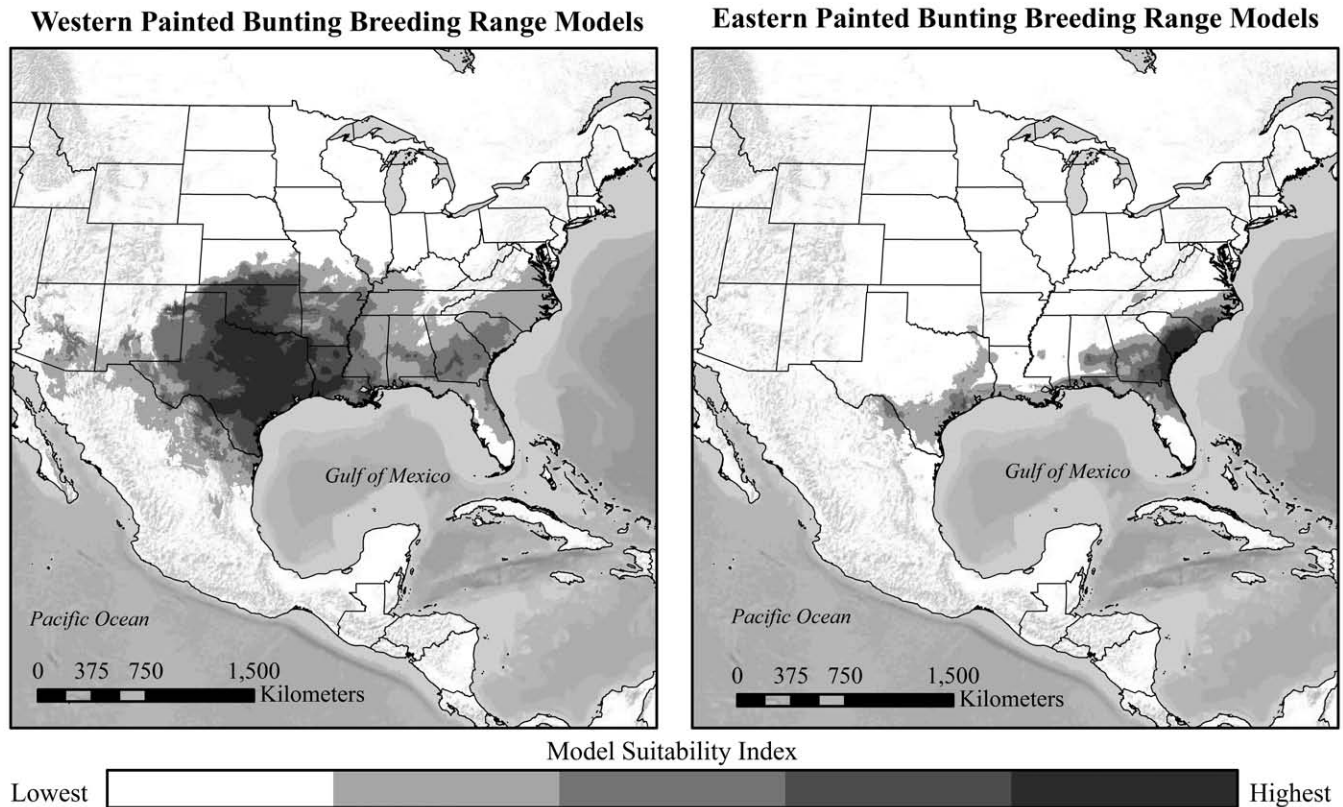 Western Painted Bunting Breeding Range Models
Eastern Painted Bunting Breeding Range Models
Gulf of Mexico
Pacific Ocean
0 375 750 1,500
Kilometers
Gulf of Mexico
Pacific Ocean
0 375 750 1,500
Kilometers
Model Suitability Index
Lowest Highest